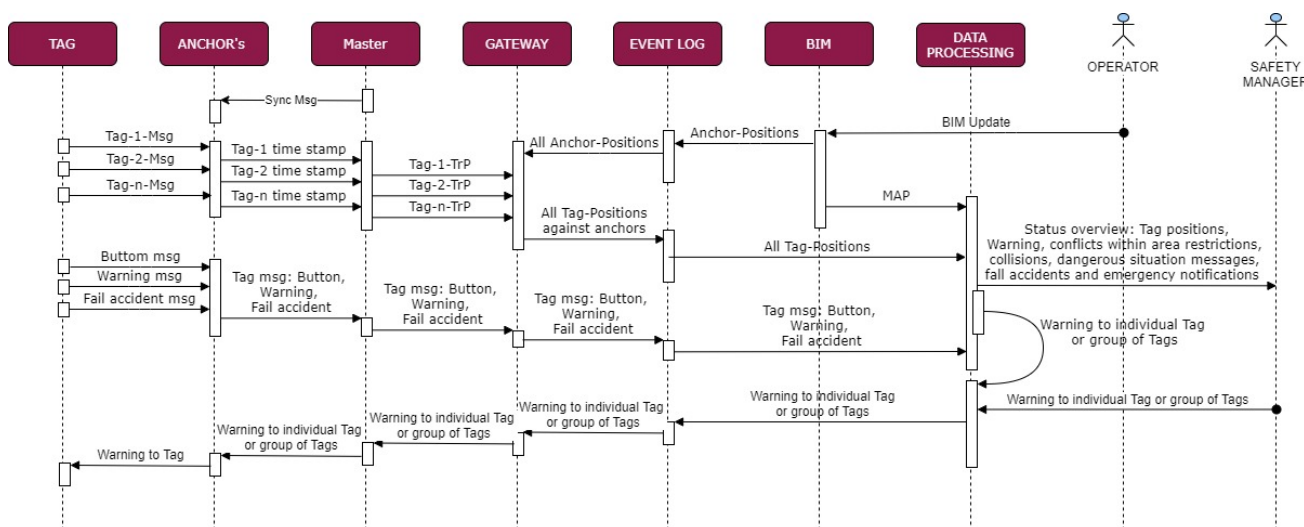 TAG
ANCHOR's
Master
GATEWAY
EVENT LOG
BIM
DATA
PROCESSING
OPERATOR
SAFETY
MANAGER
Sync Msg
BIM Update
Anchor-Positions
All Anchor-Positions
Tag-1-Msg
Tag-2-Msg
Tag-n-Msg
Tag-1 time stamp
Tag-2 time stamp
Tag-n time stamp
Tag-1-TrP
Tag-2-TrP
Tag-n-TrP
MAP
All Tag-Positions
against anchors
All Tag-Positions
Status overview: Tag positions,
Warning, conflicts within area restrictions,
collisions, dangerous situation messages,
fall accidents and emergency notifications
Buttom msg
Warning msg
Fail accident msg
Tag msg: Button,
Warning,
Fail accident
Tag msg: Button,
Warning,
Fail accident
Tag msg: Button,
Warning,
Fail accident
Tag msg: Button,
Warning,
Fail accident
Warning to individual Tag
or group of Tags
Warning to individual Tag or group of Tags
Warning to individual Tag
or group of Tags
Warning to individual Tag
or group of Tags
Warning to individual Tag
or group of Tags
Warning to individual Tag
or group of Tags
Warning to Tag